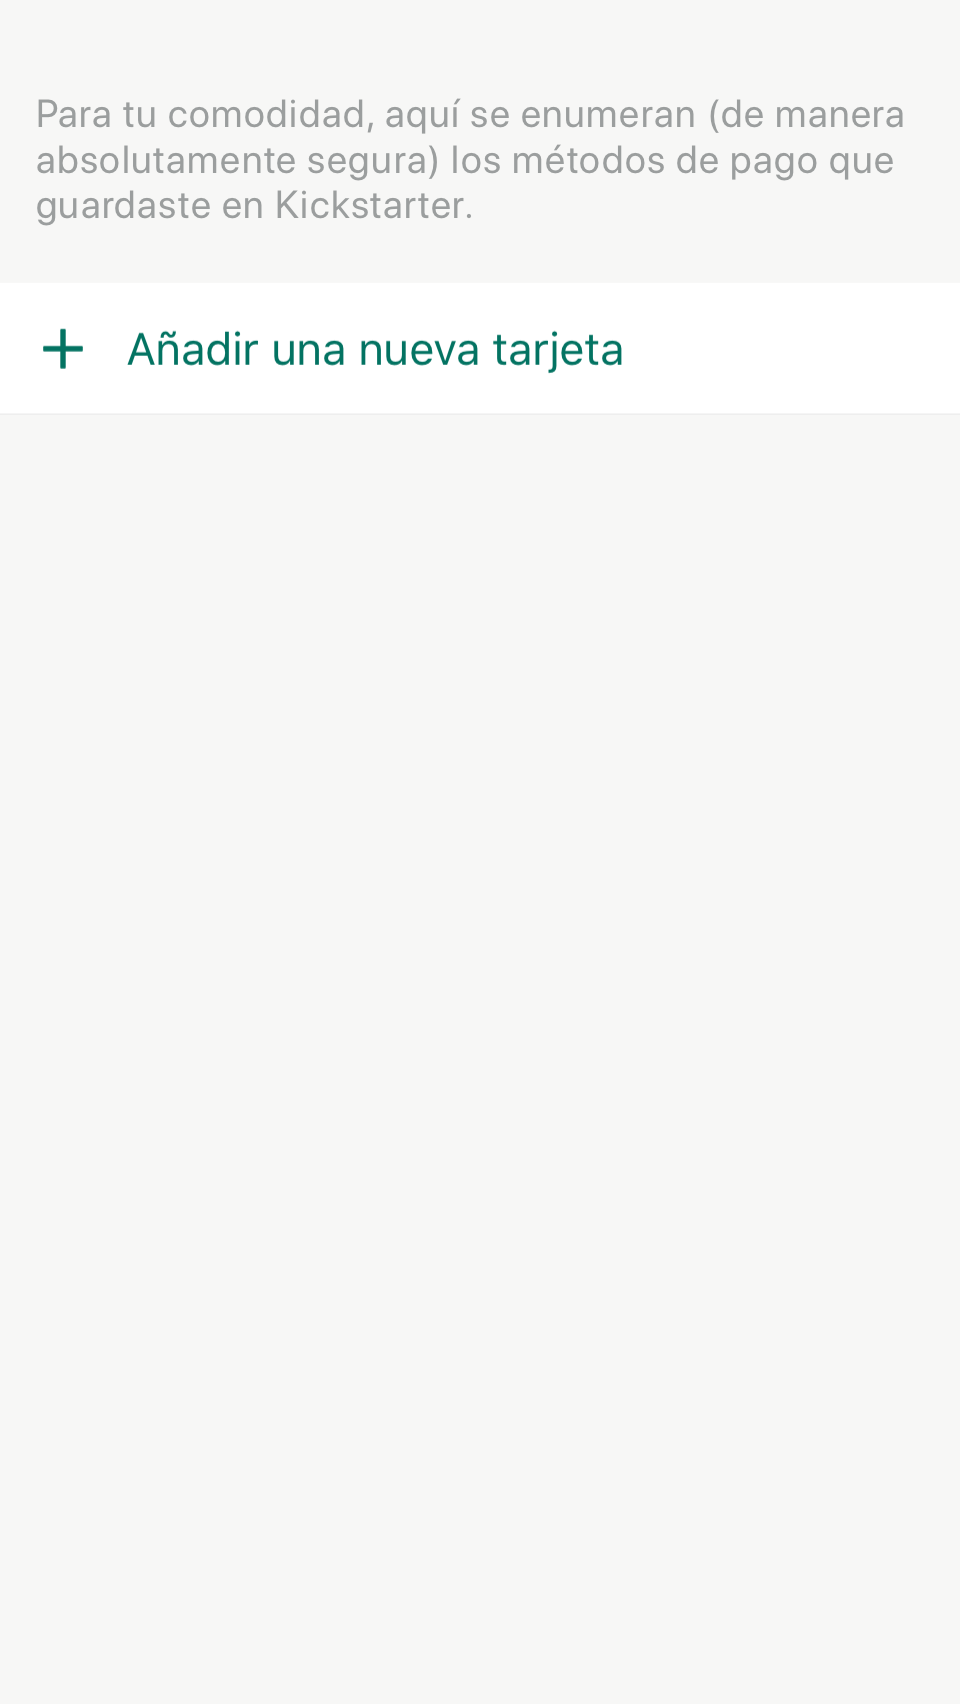 Para tu comodidad, aquí se enumeran (de manera
absolutamente segura) los métodos de pago que
guardaste en Kickstarter.
Añadir una nueva tarjeta